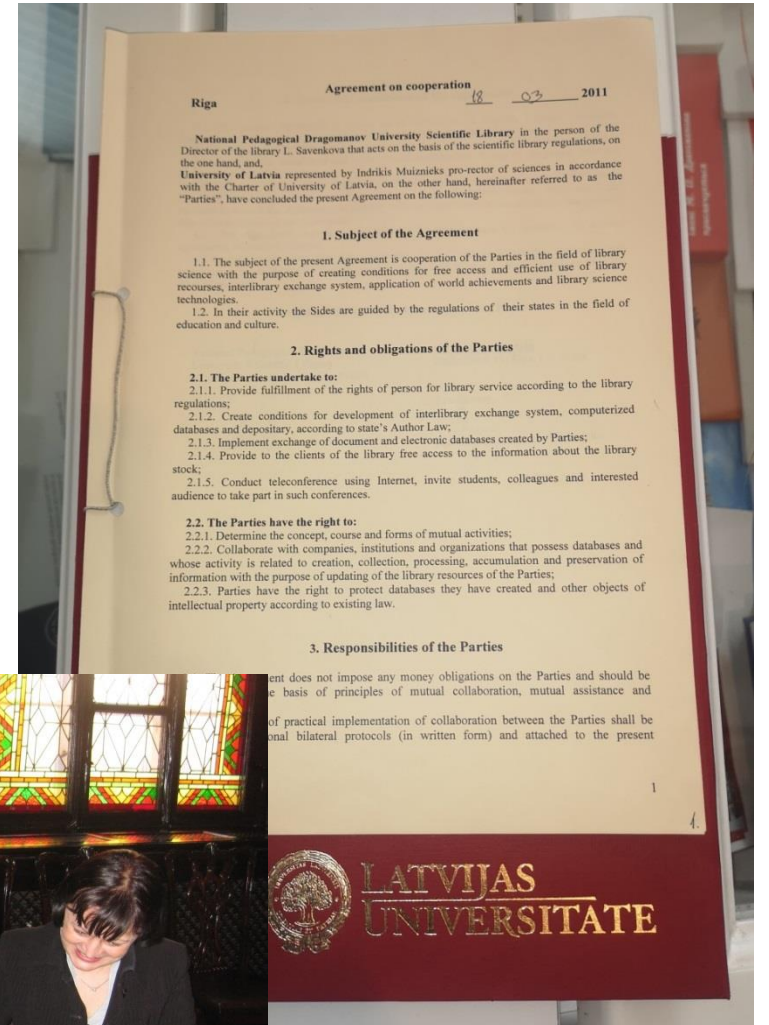 Agreement on cooperation
Riga 18 03 2011
National Pedagogical Dragomanov University Scientific Library in the person of the
Director of the library L. Savenkova that acts on the basis of the scientific library regulations, on
the one hand, and,
University of Latvia represented by Indrikis Muiznieks pro-rector of sciences in accordance
with the Charter of University of Latvia, on the other hand, hereinafter referred to as the
“Parties”, have concluded the present Agreement on the following:
1. Subject of the Agreement
1.1. The subject of the present Agreement is cooperation of the Parties in the field of library
science with the purpose of creating conditions for free access and efficient use of library
recourses, interlibrary exchange system, application of world achievements and library science
technologies.
1.2. In their activity the Sides are guided by the regulations of their states in the field of
education and culture.
2. Rights and obligations of the Parties
2.1. The Parties undertake to:
2.1.1. Provide fulfillment of the rights of person for library service according to the library
regulations;
2.1.2. Create conditions for development of interlibrary exchange system, computerized
databases and depositary, according to state’s Author Law;
2.1.3. Implement exchange of document and electronic databases created by Parties;
2.1.4. Provide to the clients of the library free access to the information about the library
stock;
2.1.5. Conduct teleconference using Internet, invite students, colleagues and interested
audience to take part in such conferences.
2.2. The Parties have the right to:
2.2.1. Determine the concept, course and forms of mutual activities;
2.2.2. Collaborate with companies, institutions and organizations that possess databases and
whose activity is related to creation, collection, processing, accumulation and preservation of
information with the purpose of updating of the library resources of the Parties;
2.2.3. Parties have the right to protect databases they have created and other objects of
intellectual property according to existing law.
3. Responsibilities of the Parties
ent does not impose any money obligations on the Parties and should be
e basis of principles of mutual collaboration, mutual assistance and
of practical implementation of collaboration between the Parties shall be
onal bilateral protocols (in written form) and attached to the present
1
1.
LATVIJAS
UNIVERSITATE